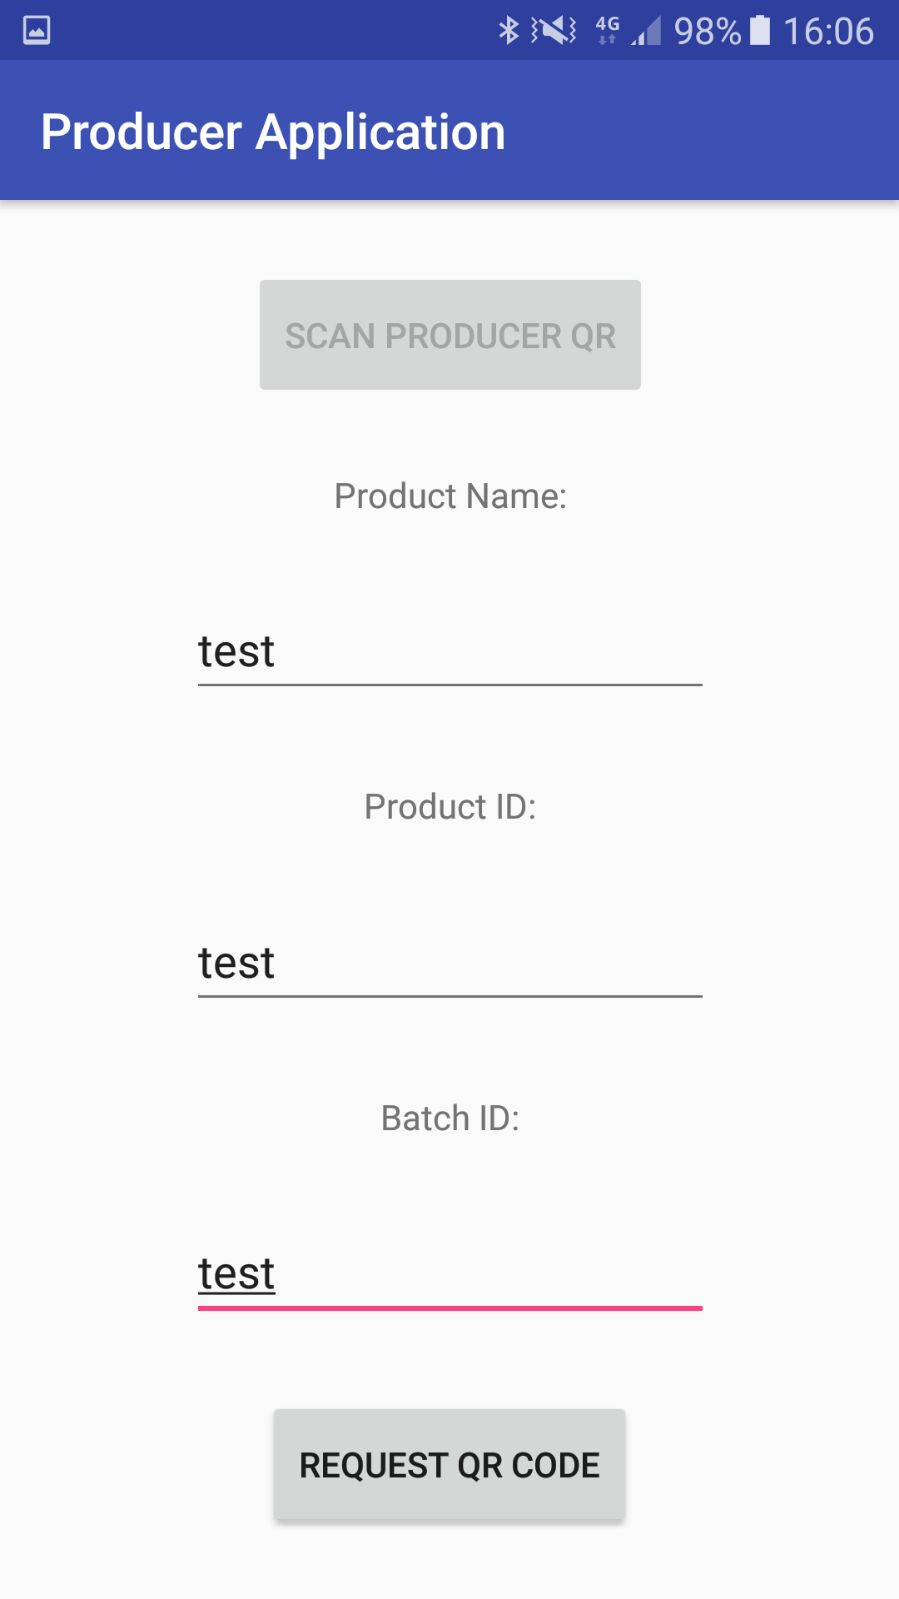 4G 98% 16:06
Producer Application
SCAN PRODUCER QR
Product Name:
test
Product ID:
test
Batch ID:
test
REQUEST QR CODE